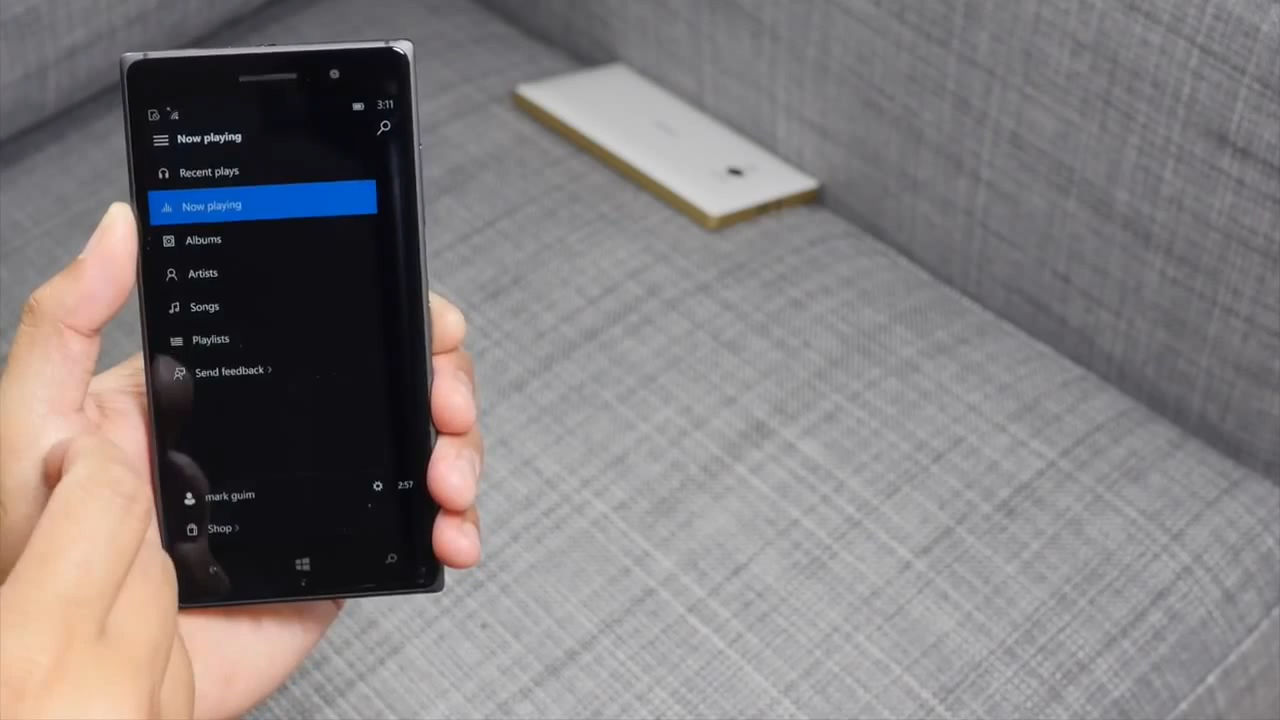 3:11
Now playing
Recent plays
Now playing
Albums
Artists
Songs
Playlists
Send feedback
mark guim
2:57
Shop